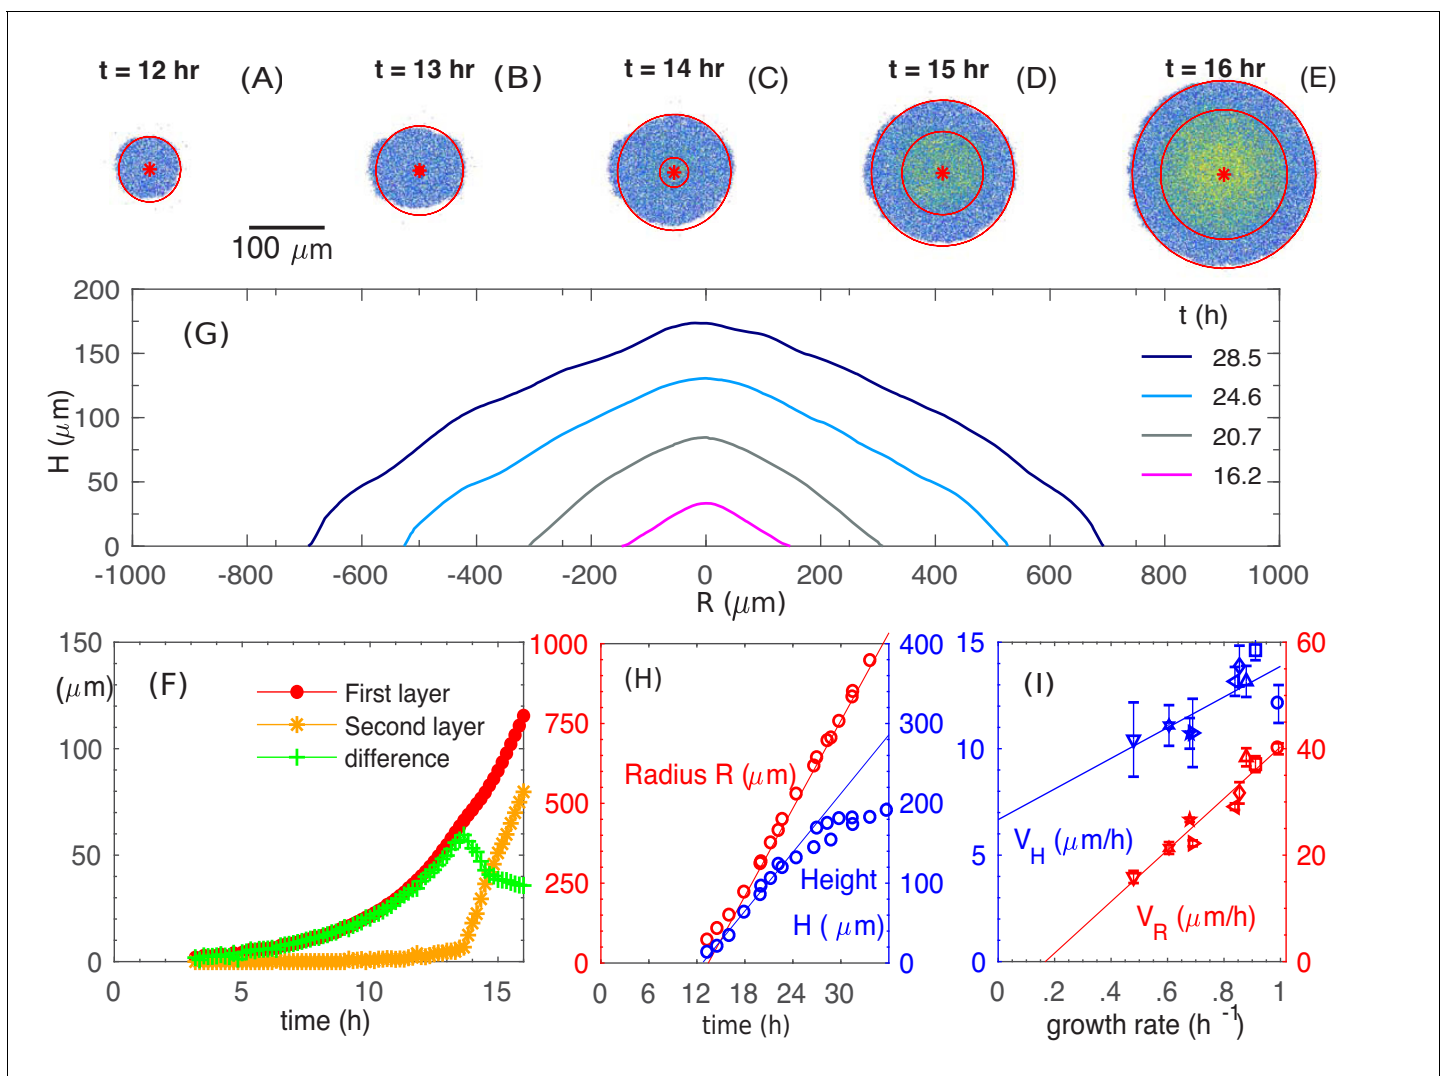 t = 12 hr (A)
t = 13 hr (B)
t = 14 hr (C)
t = 15 hr (D)
t = 16 hr (E)
100 μm
(G)
H (μm)
200
150
100
50
0
t (h)
28.5
24.6
20.7
16.2
-1000 -800 -600 -400 -200 0 200 400 600 800 1000
R (μm)
(F)
(μm)
150
100
50
0
First layer
Second layer
difference
0 5 10 15
time (h)
(H)
1000
750
500
250
0
Radius R (μm)
Height
H ( μm)
400
300
200
100
0
0 6 12 18 24 30
time (h)
(I)
15
10
5
0
V_H (μm/h)
V_R (μm/h)
60
40
20
0
0 .2 .4 .6 .8 1
growth rate (h^-1)